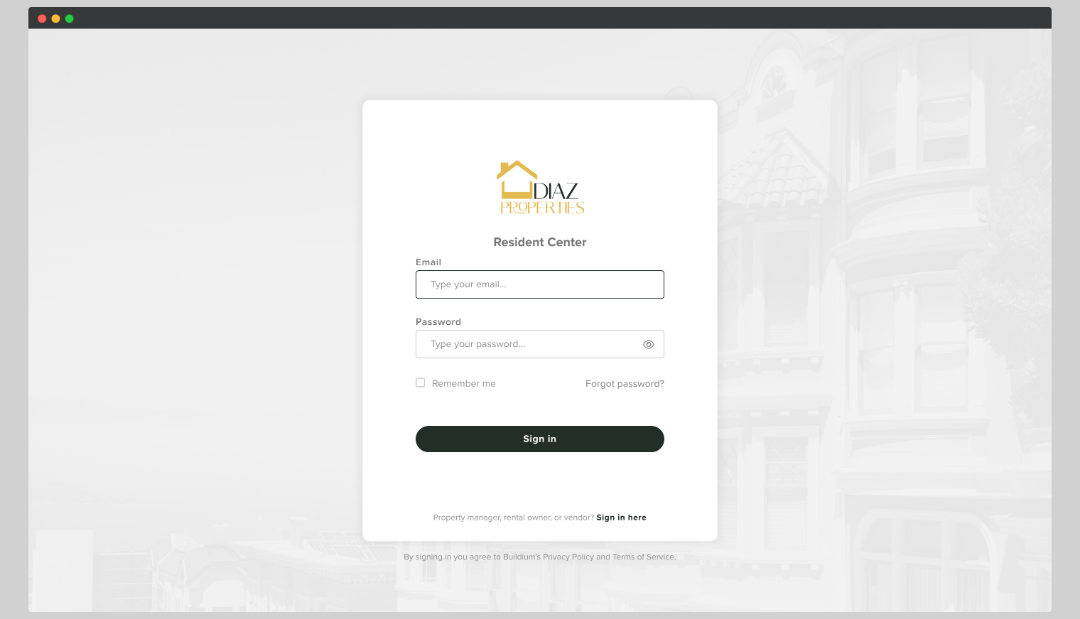 DIAZ
PROPERTIES
Resident Center
Email
Type your email...
Password
Type your password...
Remember me
Forgot password?
Sign in
Property manager, rental owner, or vendor? Sign in here
By signing in you agree to Buildium's Privacy Policy and Terms of Service.